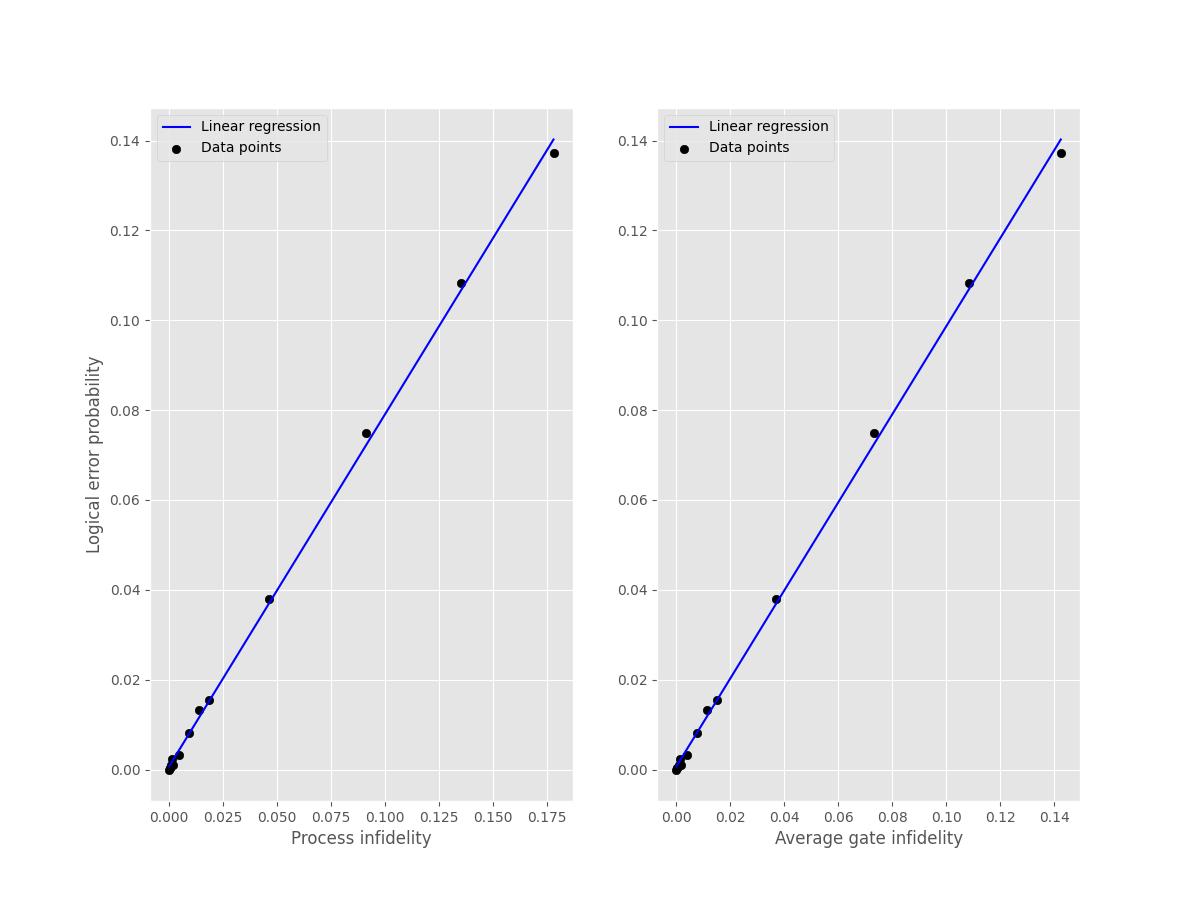 Linear regression
Data points
0.14
0.12
0.10
0.08
0.06
0.04
0.02
0.00
Logical error probability
0.000 0.025 0.050 0.075 0.100 0.125 0.150 0.175
Process infidelity
Linear regression
Data points
0.14
0.12
0.10
0.08
0.06
0.04
0.02
0.00
0.00 0.02 0.04 0.06 0.08 0.10 0.12 0.14
Average gate infidelity